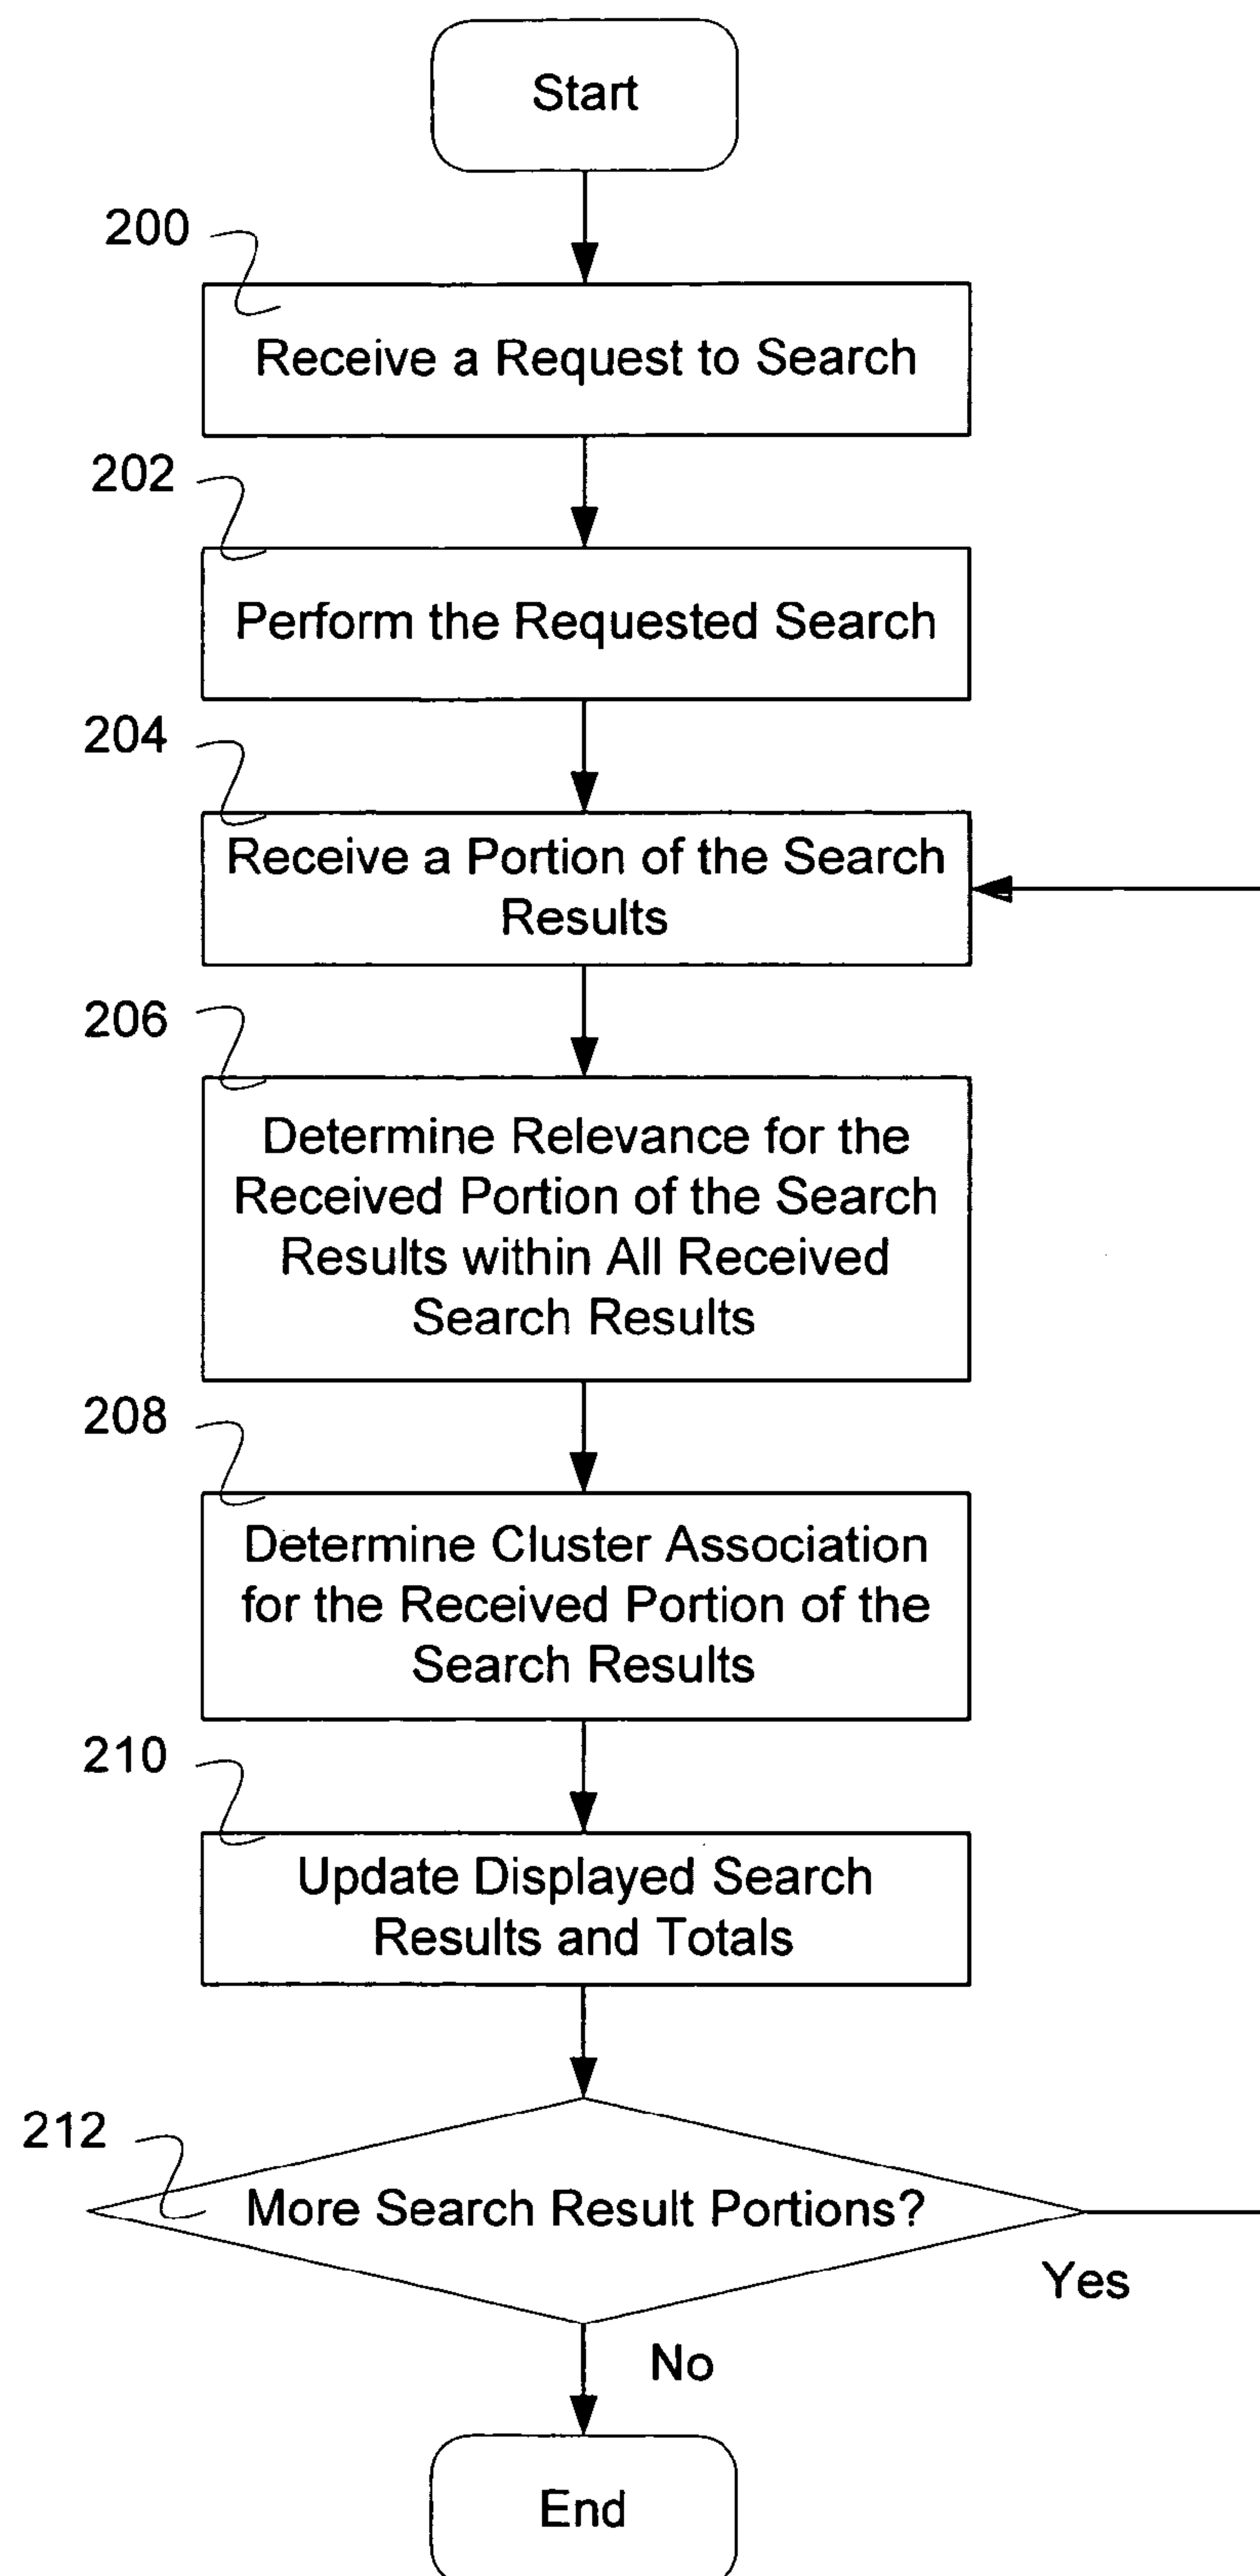 Start
200
Receive a Request to Search
202
Perform the Requested Search
204
Receive a Portion of the Search
Results
206
Determine Relevance for the
Received Portion of the Search
Results within All Received
Search Results
208
Determine Cluster Association
for the Received Portion of the
Search Results
210
Update Displayed Search
Results and Totals
212
More Search Result Portions?
Yes
No
End